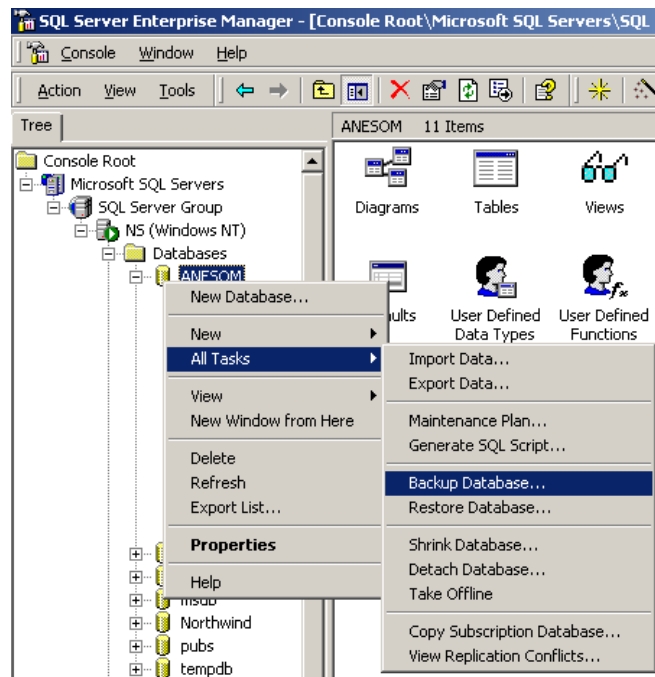 SQL Server Enterprise Manager - [Console Root\Microsoft SQL Servers\SQL
Console Window Help
Action View Tools
Tree
ANESOM 11 Items
Console Root
Microsoft SQL Servers
SQL Server Group
NS (Windows NT)
Databases
ANESOM
Diagrams Tables Views
User Defined Data Types
User Defined Functions
New Database...
New
All Tasks
View
New Window from Here
Delete
Refresh
Export List...
Properties
Help
Import Data...
Export Data...
Maintenance Plan...
Generate SQL Script...
Backup Database...
Restore Database...
Shrink Database...
Detach Database...
Take Offline
Copy Subscription Database...
View Replication Conflicts...
msdb
Northwind
pubs
tempdb